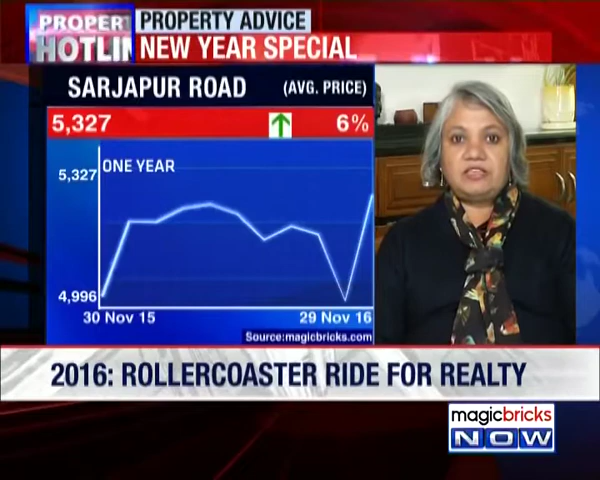 PROPERT
HOTLIN
PROPERTY ADVICE
NEW YEAR SPECIAL
SARJAPUR ROAD (AVG. PRICE)
5,327 6%
ONE YEAR
5,327
4,996
30 Nov 15 29 Nov 16
Source:magicbricks.com
2016: ROLLERCOASTER RIDE FOR REALTY
magicbricks
NOW